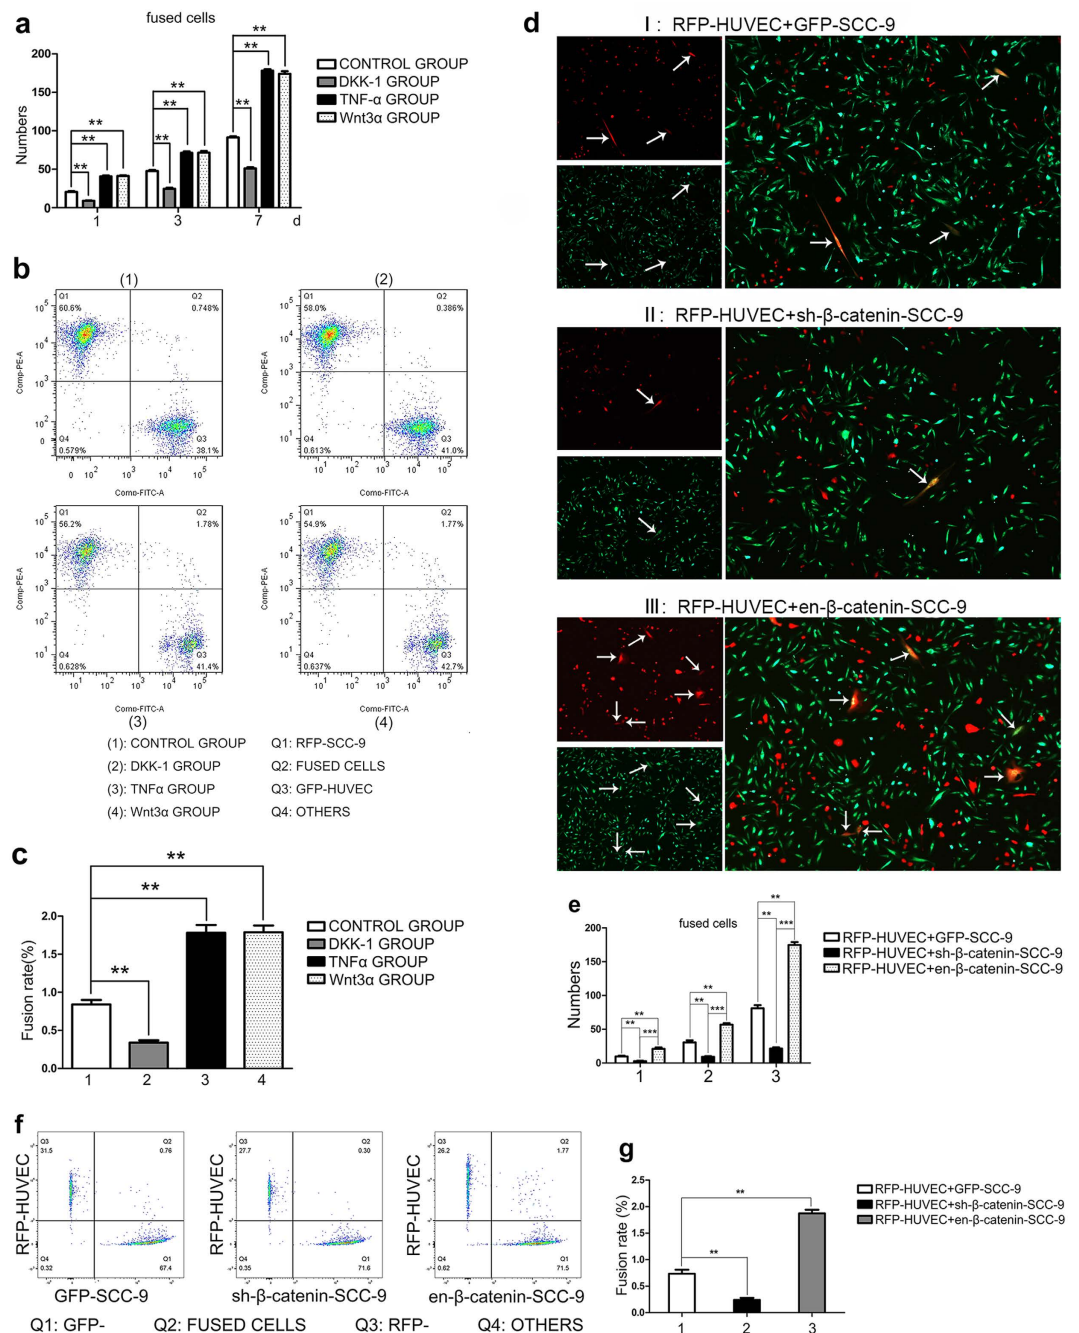 a
fused cells
Numbers
200
150
100
50
0
1 3 7 d
** ** ** ** ** ** ** ** **
CONTROL GROUP
DKK-1 GROUP
TNF-α GROUP
Wnt3α GROUP
b
(1) (2)
Q1 60.6%
Q2 0.748%
Q4 0.579%
Q3 38.1%
Comp-PE-A
Comp-FITC-A
Q1 58.0%
Q2 0.386%
Q4 0.613%
Q3 41.0%
Comp-PE-A
Comp-FITC-A
Q1 56.2%
Q2 1.78%
Q4 0.628%
Q3 41.4%
Comp-PE-A
Comp-FITC-A
Q1 54.9%
Q2 1.77%
Q4 0.637%
Q3 42.7%
Comp-PE-A
Comp-FITC-A
(3) (4)
(1): CONTROL GROUP Q1: RFP-SCC-9
(2): DKK-1 GROUP Q2: FUSED CELLS
(3): TNFα GROUP Q3: GFP-HUVEC
(4): Wnt3α GROUP Q4: OTHERS
c
Fusion rate(%)
2.0
1.5
1.0
0.5
0.0
1 2 3 4
** ** **
CONTROL GROUP
DKK-1 GROUP
TNFα GROUP
Wnt3α GROUP
d
I : RFP-HUVEC+GFP-SCC-9
II : RFP-HUVEC+sh-β-catenin-SCC-9
III : RFP-HUVEC+en-β-catenin-SCC-9
e
fused cells
Numbers
200
150
100
50
0
1 2 3
** ** *** ** ** *** ** ** ***
RFP-HUVEC+GFP-SCC-9
RFP-HUVEC+sh-β-catenin-SCC-9
RFP-HUVEC+en-β-catenin-SCC-9
f
RFP-HUVEC
Q3 31.5
Q2 0.76
Q4 0.32
Q1 67.4
GFP-SCC-9
RFP-HUVEC
Q3 27.7
Q2 0.30
Q4 0.35
Q1 71.6
sh-β-catenin-SCC-9
RFP-HUVEC
Q3 26.2
Q2 1.77
Q4 0.62
Q1 71.5
en-β-catenin-SCC-9
Q1: GFP- Q2: FUSED CELLS Q3: RFP- Q4: OTHERS
g
Fusion rate (%)
2.5
2.0
1.5
1.0
0.5
0.0
1 2 3
** **
RFP-HUVEC+GFP-SCC-9
RFP-HUVEC+sh-β-catenin-SCC-9
RFP-HUVEC+en-β-catenin-SCC-9